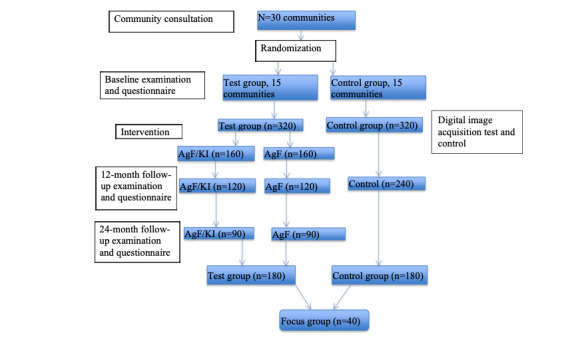 Community consultation
N=30 communities
Randomization
Baseline examination
and questionnaire
Test group, 15
communities
Control group, 15
communities
Digital image
acquisition test and
control
Intervention
Test group (n=320)
Control group (n=320)
AgF/KI (n=160)
AgF (n=160)
12-month follow-
up examination
and questionnaire
AgF/KI (n=120)
AgF (n=120)
Control (n=240)
24-month follow-
up examination
and questionnaire
AgF/KI (n=90)
AgF (n=90)
Test group (n=180)
Control group (n=180)
Focus group (n=40)